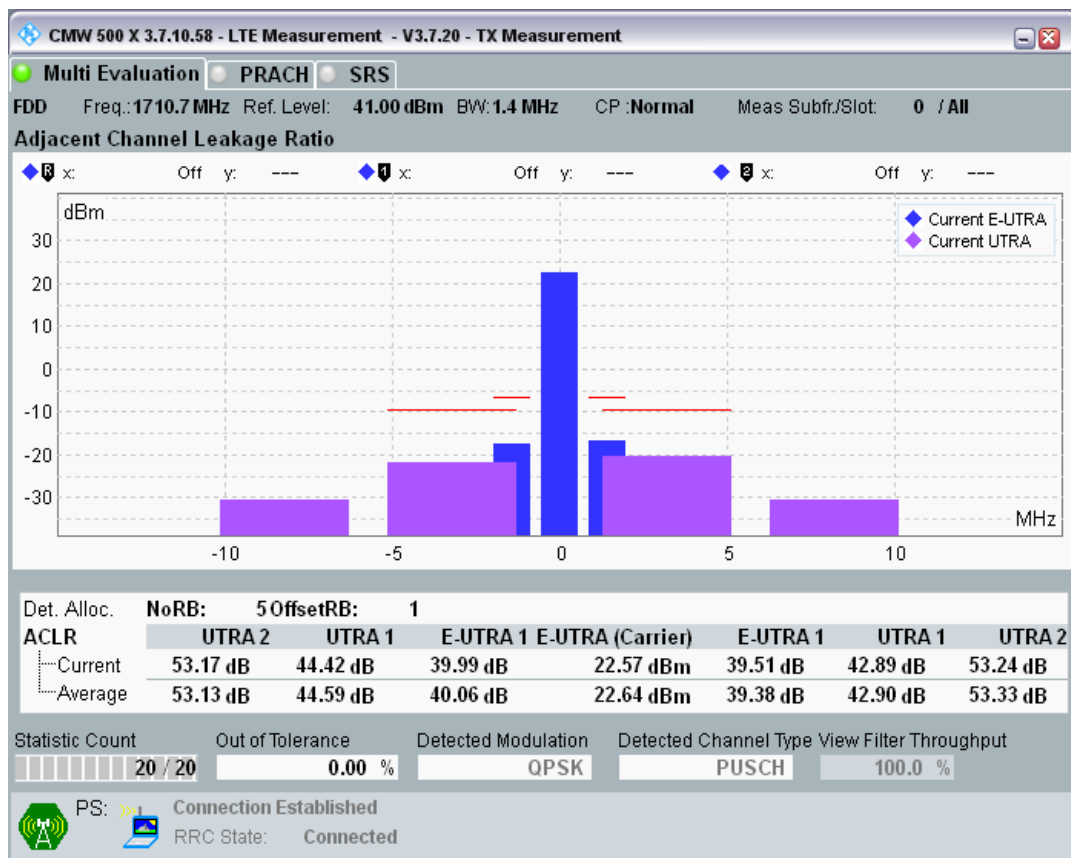 CMW 500 X 3.7.10.58 - LTE Measurement - V3.7.20 - TX Measurement
Multi Evaluation PRACH SRS
FDD Freq.: 1710.7 MHz Ref. Level: 41.00 dBm BW: 1.4 MHz CP : Normal Meas Subfr./Slot: 0 / All
Adjacent Channel Leakage Ratio
R x: Off y: --- 1 x: Off y: --- 2 x: Off y: ---
dBm
Current E-UTRA
Current UTRA
30
20
10
0
-10
-20
-30
MHz
-10 -5 0 5 10
Det. Alloc. NoRB: 5 OffsetRB: 1
ACLR UTRA 2 UTRA 1 E-UTRA 1 E-UTRA (Carrier) E-UTRA 1 UTRA 1 UTRA 2
Current 53.17 dB 44.42 dB 39.99 dB 22.57 dBm 39.51 dB 42.89 dB 53.24 dB
Average 53.13 dB 44.59 dB 40.06 dB 22.64 dBm 39.38 dB 42.90 dB 53.33 dB
Statistic Count Out of Tolerance Detected Modulation Detected Channel Type View Filter Throughput
20 / 20 0.00 % QPSK PUSCH 100.0 %
PS: Connection Established
RRC State: Connected